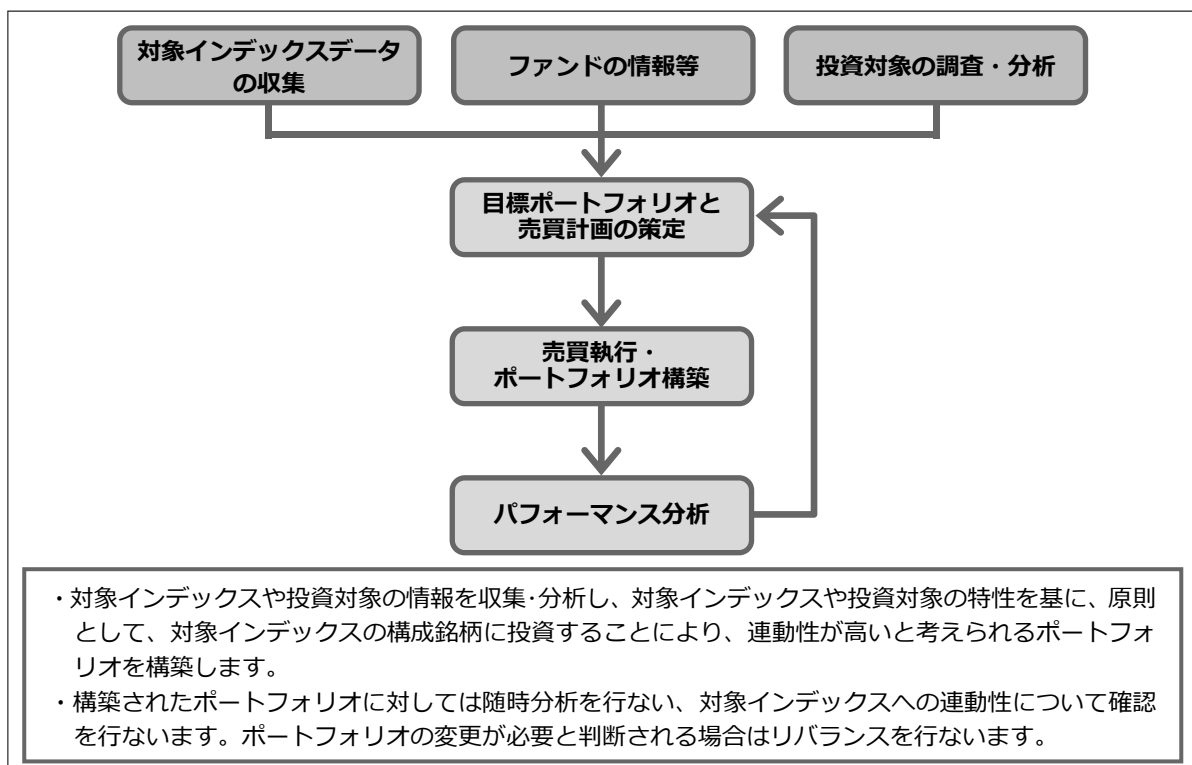 対象インデックスデータ
の収集
ファンドの情報等
投資対象の調査・分析
目標ポートフォリオと
売買計画の策定
売買執行・
ポートフォリオ構築
パフォーマンス分析
・対象インデックスや投資対象の情報を収集・分析し、対象インデックスや投資対象の特性を基に、原則
として、対象インデックスの構成銘柄に投資することにより、連動性が高いと考えられるポートフォ
リオを構築します。
・構築されたポートフォリオに対しては随時分析を行ない、対象インデックスへの連動性について確認
を行ないます。ポートフォリオの変更が必要と判断される場合はリバランスを行ないます。